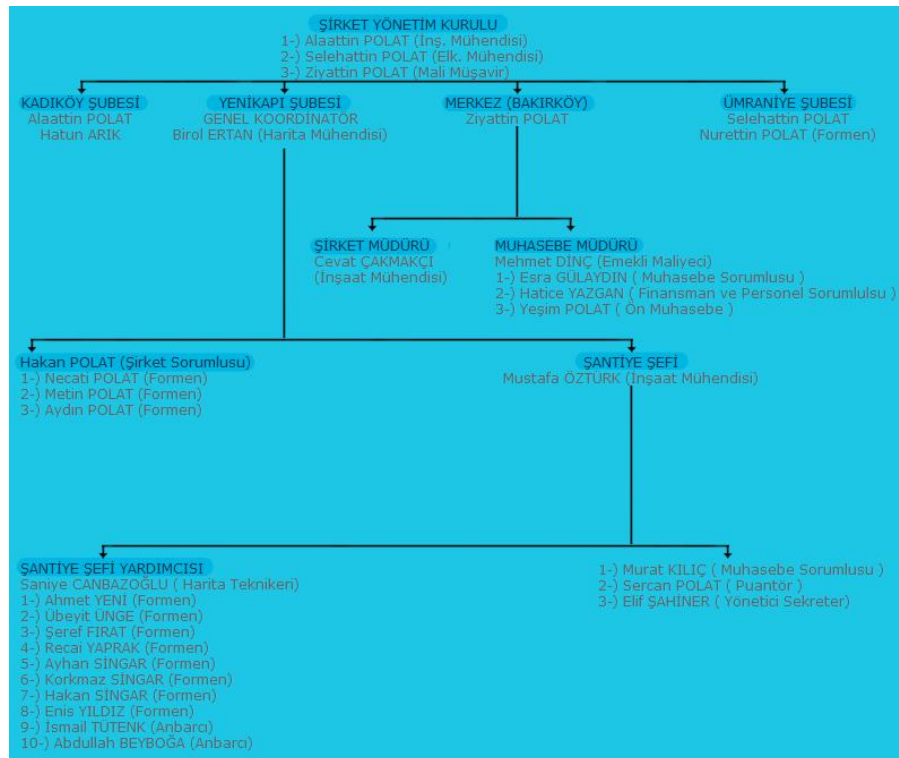 ŞİRKET YÖNETİM KURULU
1-) Alaattin POLAT (İnş. Mühendisi)
2-) Selehattin POLAT (Elk. Mühendisi)
3-) Ziyattin POLAT (Mali Müşavir)
KADIKÖY ŞUBESİ
Alaattin POLAT
Hatun ARIK
YENİKAPI ŞUBESİ
GENEL KOORDİNATÖR
Birol ERTAN (Harita Mühendisi)
MERKEZ (BAKIRKÖY)
Ziyattin POLAT
ÜMRANİYE ŞUBESİ
Selehattin POLAT
Nurettin POLAT (Formen)
ŞİRKET MÜDÜRÜ
Cevat ÇAKMAKÇI
(İnşaat Mühendisi)
MUHASEBE MÜDÜRÜ
Mehmet DİNÇ (Emekli Maliyeci)
1-) Esra GÜLAYDIN ( Muhasebe Sorumlusu )
2-) Hatice YAZGAN ( Finansman ve Personel Sorumlulsu )
3-) Yeşim POLAT ( Ön Muhasebe )
Hakan POLAT (Şirket Sorumlusu)
1-) Necati POLAT (Formen)
2-) Metin POLAT (Formen)
3-) Aydın POLAT (Formen)
ŞANTİYE ŞEFİ
Mustafa ÖZTÜRK (İnşaat Mühendisi)
ŞANTİYE ŞEFİ YARDIMCISI
Saniye CANBAZOĞLU ( Harita Teknikeri)
1-) Ahmet YENİ (Formen)
2-) Übeyit ÜNGE (Formen)
3-) Şeref FIRAT (Formen)
4-) Recai YAPRAK (Formen)
5-) Ayhan SİNGAR (Formen)
6-) Korkmaz SİNGAR (Formen)
7-) Hakan SİNGAR (Formen)
8-) Enis YILDIZ (Formen)
9-) İsmail TÜTENK (Anbarcı)
10-) Abdullah BEYBOĞA (Anbarcı)
1-) Murat KILIÇ ( Muhasebe Sorumlusu )
2-) Sercan POLAT ( Puantör )
3-) Elif ŞAHİNER ( Yönetici Sekreter)